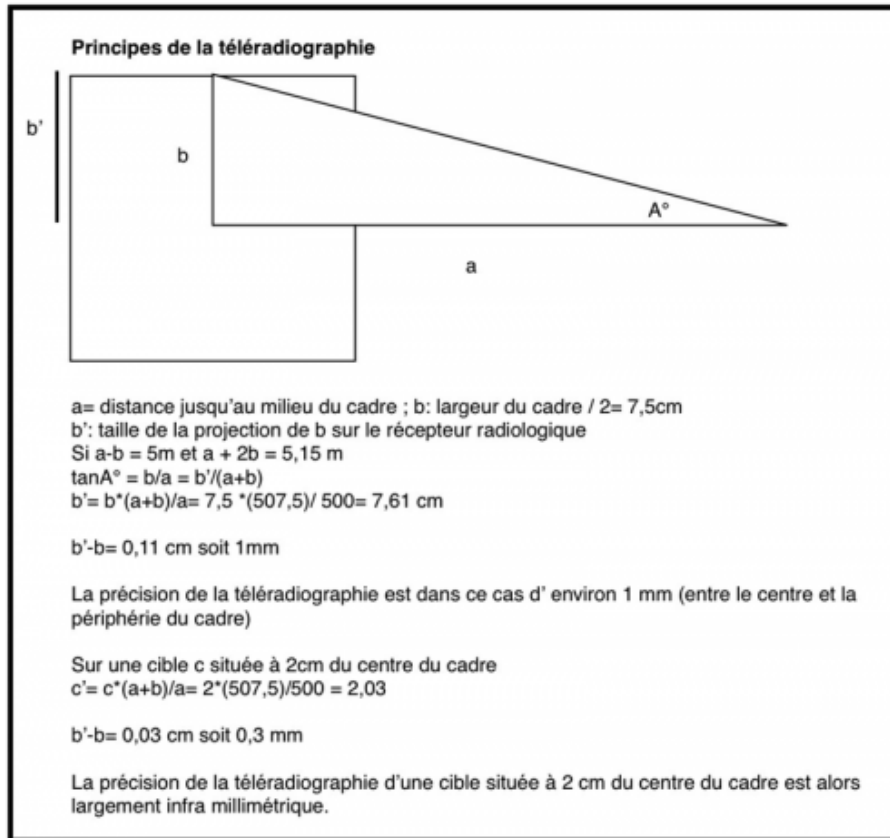 Principes de la téléradiographie
b'
b
A°
a
a= distance jusqu'au milieu du cadre ; b: largeur du cadre / 2= 7,5cm
b': taille de la projection de b sur le récepteur radiologique
Si a-b = 5m et a + 2b = 5,15 m
tanA° = b/a = b'/(a+b)
b'= b*(a+b)/a= 7,5 *(507,5)/ 500= 7,61 cm
b'-b= 0,11 cm soit 1mm
La précision de la téléradiographie est dans ce cas d' environ 1 mm (entre le centre et la
périphérie du cadre)
Sur une cible c située à 2cm du centre du cadre
c'= c*(a+b)/a= 2*(507,5)/500 = 2,03
b'-b= 0,03 cm soit 0,3 mm
La précision de la téléradiographie d'une cible située à 2 cm du centre du cadre est alors
largement infra millimétrique.